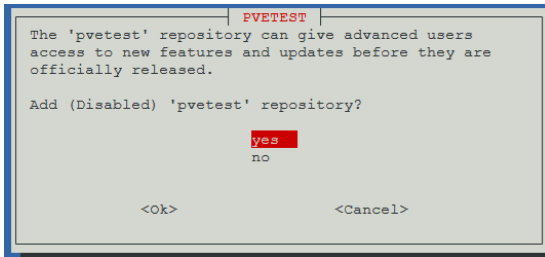 PVETEST
The 'pvetest' repository can give advanced users
access to new features and updates before they are
officially released.
Add (Disabled) 'pvetest' repository?
yes
no
<Ok> <Cancel>